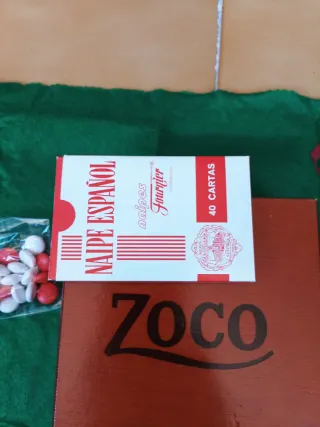 NAIPE ESPAÑOL
naipes
Fournier
40 CARTAS
ZOCO